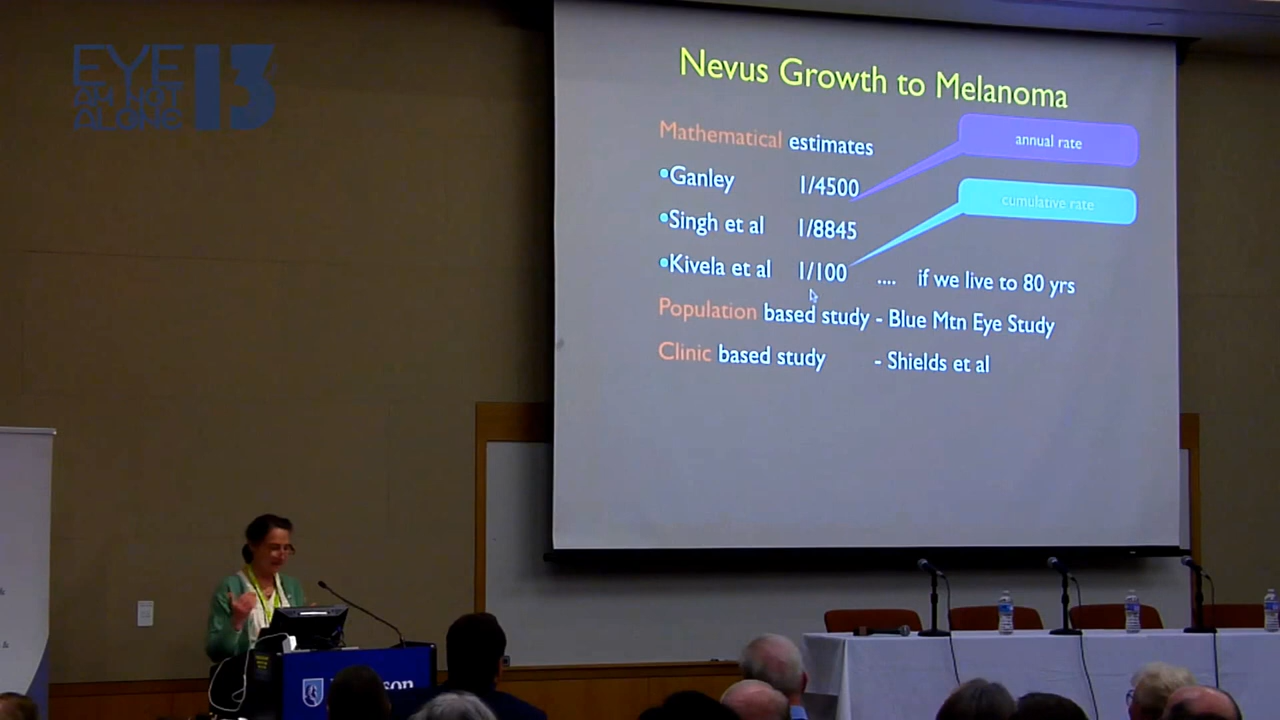 EYE
AM NOT
ALONE
13
Nevus Growth to Melanoma
Mathematical estimates
annual rate
•Ganley 1/4500
cumulative rate
•Singh et al 1/8845
•Kivela et al 1/100 .... if we live to 80 yrs
Population based study - Blue Mtn Eye Study
Clinic based study - Shields et al